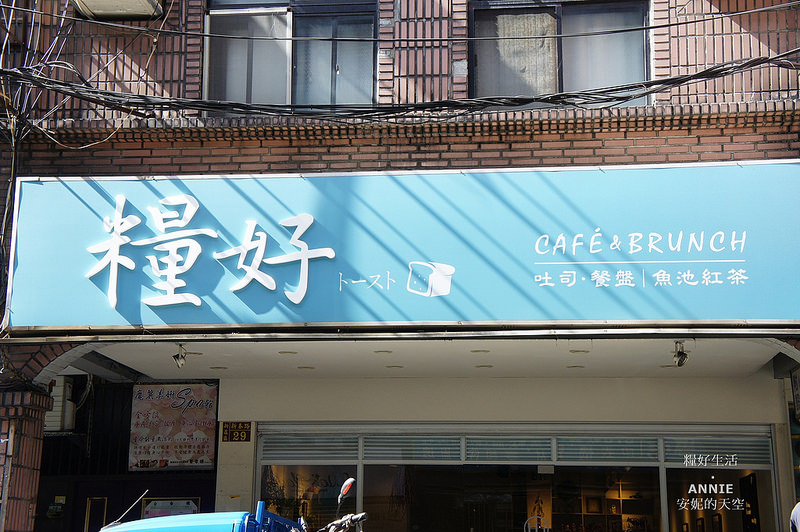 糧好
トースト
CAFÉ & BRUNCH
吐司・餐盤|魚池紅茶
Spa
29
糧好生活
ANNIE
安妮的天空